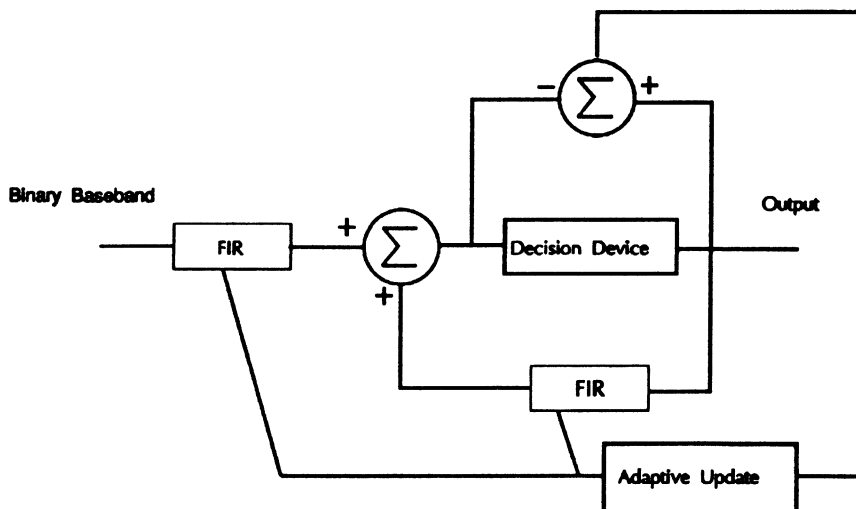 − Σ +
Binary Baseband
Output
FIR
+
Σ
+
Decision Device
FIR
Adaptive Update